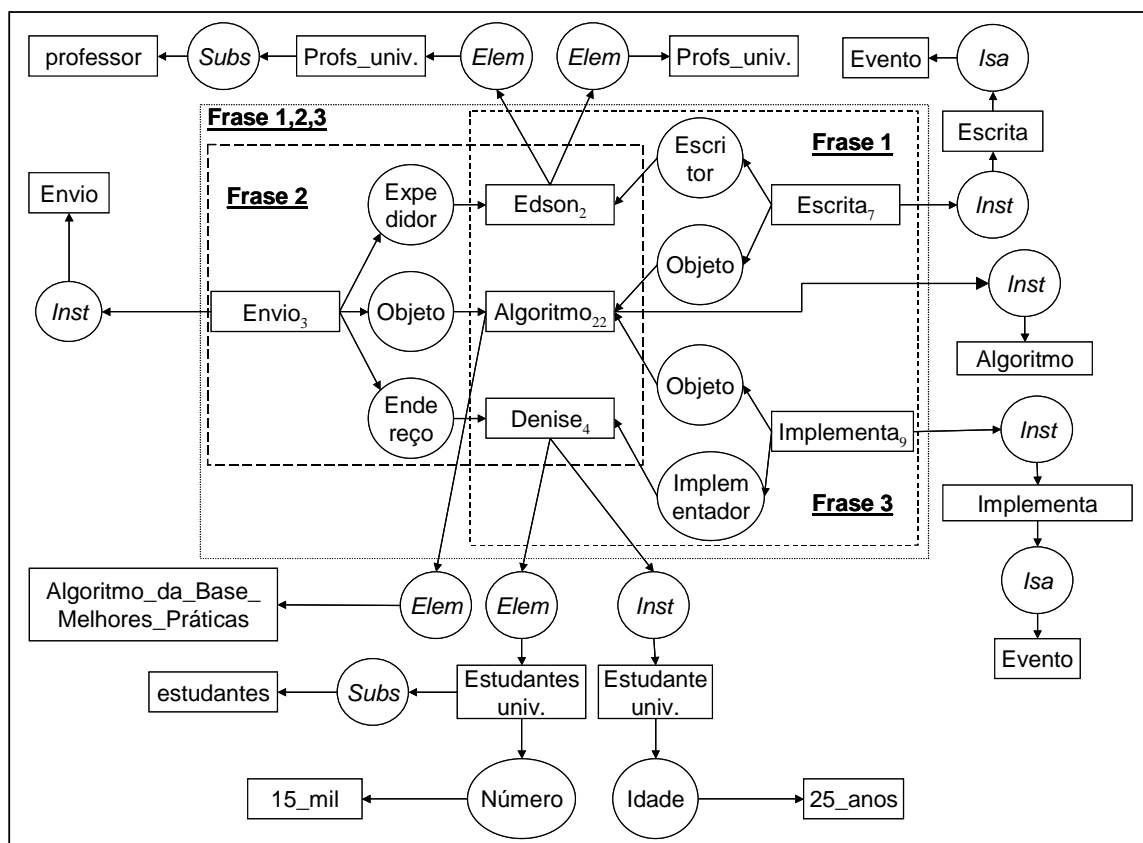 professor
Subs
Profs_univ.
Elem
Elem
Profs_univ.
Evento
Isa
Frase 1,2,3
Frase 1
Escri
tor
Escrita
Envio
Frase 2
Expe
didor
Edson2
Escrita7
Inst
Objeto
Inst
Inst
Envio3
Objeto
Algoritmo22
Algoritmo
Objeto
Ende
reço
Denise4
Implementa9
Inst
Implem
entador
Frase 3
Implementa
Algoritmo_da_Base_
Melhores_Práticas
Elem
Elem
Inst
Isa
Evento
estudantes
Subs
Estudantes
univ.
Estudante
univ.
15_mil
Número
Idade
25_anos